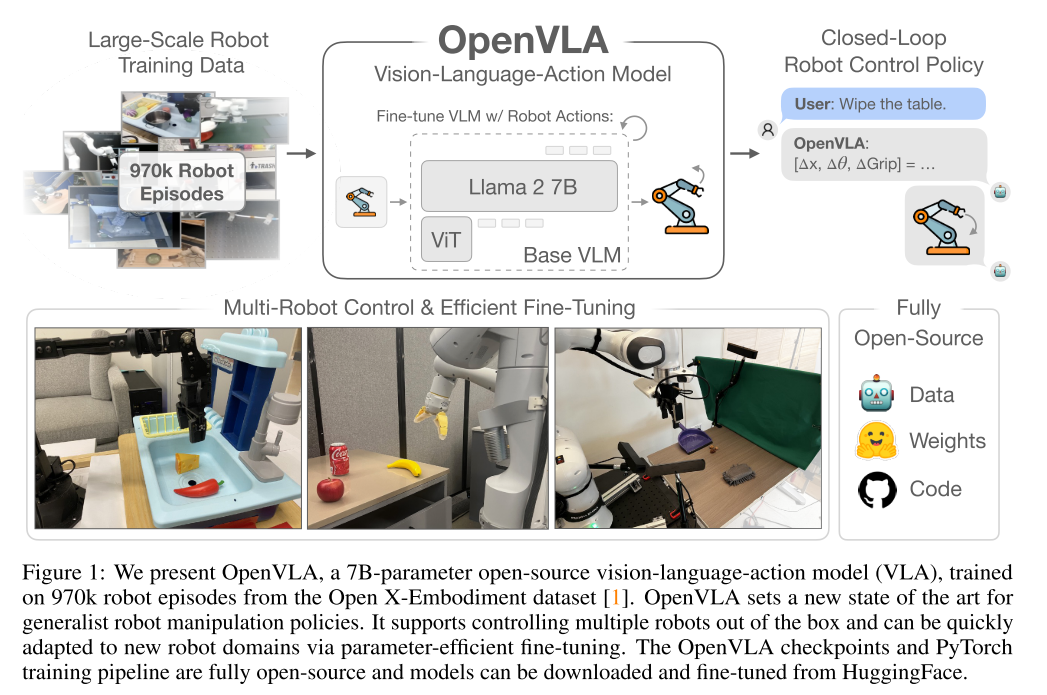 Large-Scale Robot
Training Data
970k Robot
Episodes
OpenVLA
Vision-Language-Action Model
Fine-tune VLM w/ Robot Actions:
Llama 2 7B
ViT
Base VLM
Closed-Loop
Robot Control Policy
User: Wipe the table.
OpenVLA:
[Δx, Δθ, ΔGrip] = …
Multi-Robot Control & Efficient Fine-Tuning
Coca-Cola
Fully
Open-Source
Data
Weights
Code
Figure 1: We present OpenVLA, a 7B-parameter open-source vision-language-action model (VLA), trained
on 970k robot episodes from the Open X-Embodiment dataset [1]. OpenVLA sets a new state of the art for
generalist robot manipulation policies. It supports controlling multiple robots out of the box and can be quickly
adapted to new robot domains via parameter-efficient fine-tuning. The OpenVLA checkpoints and PyTorch
training pipeline are fully open-source and models can be downloaded and fine-tuned from HuggingFace.